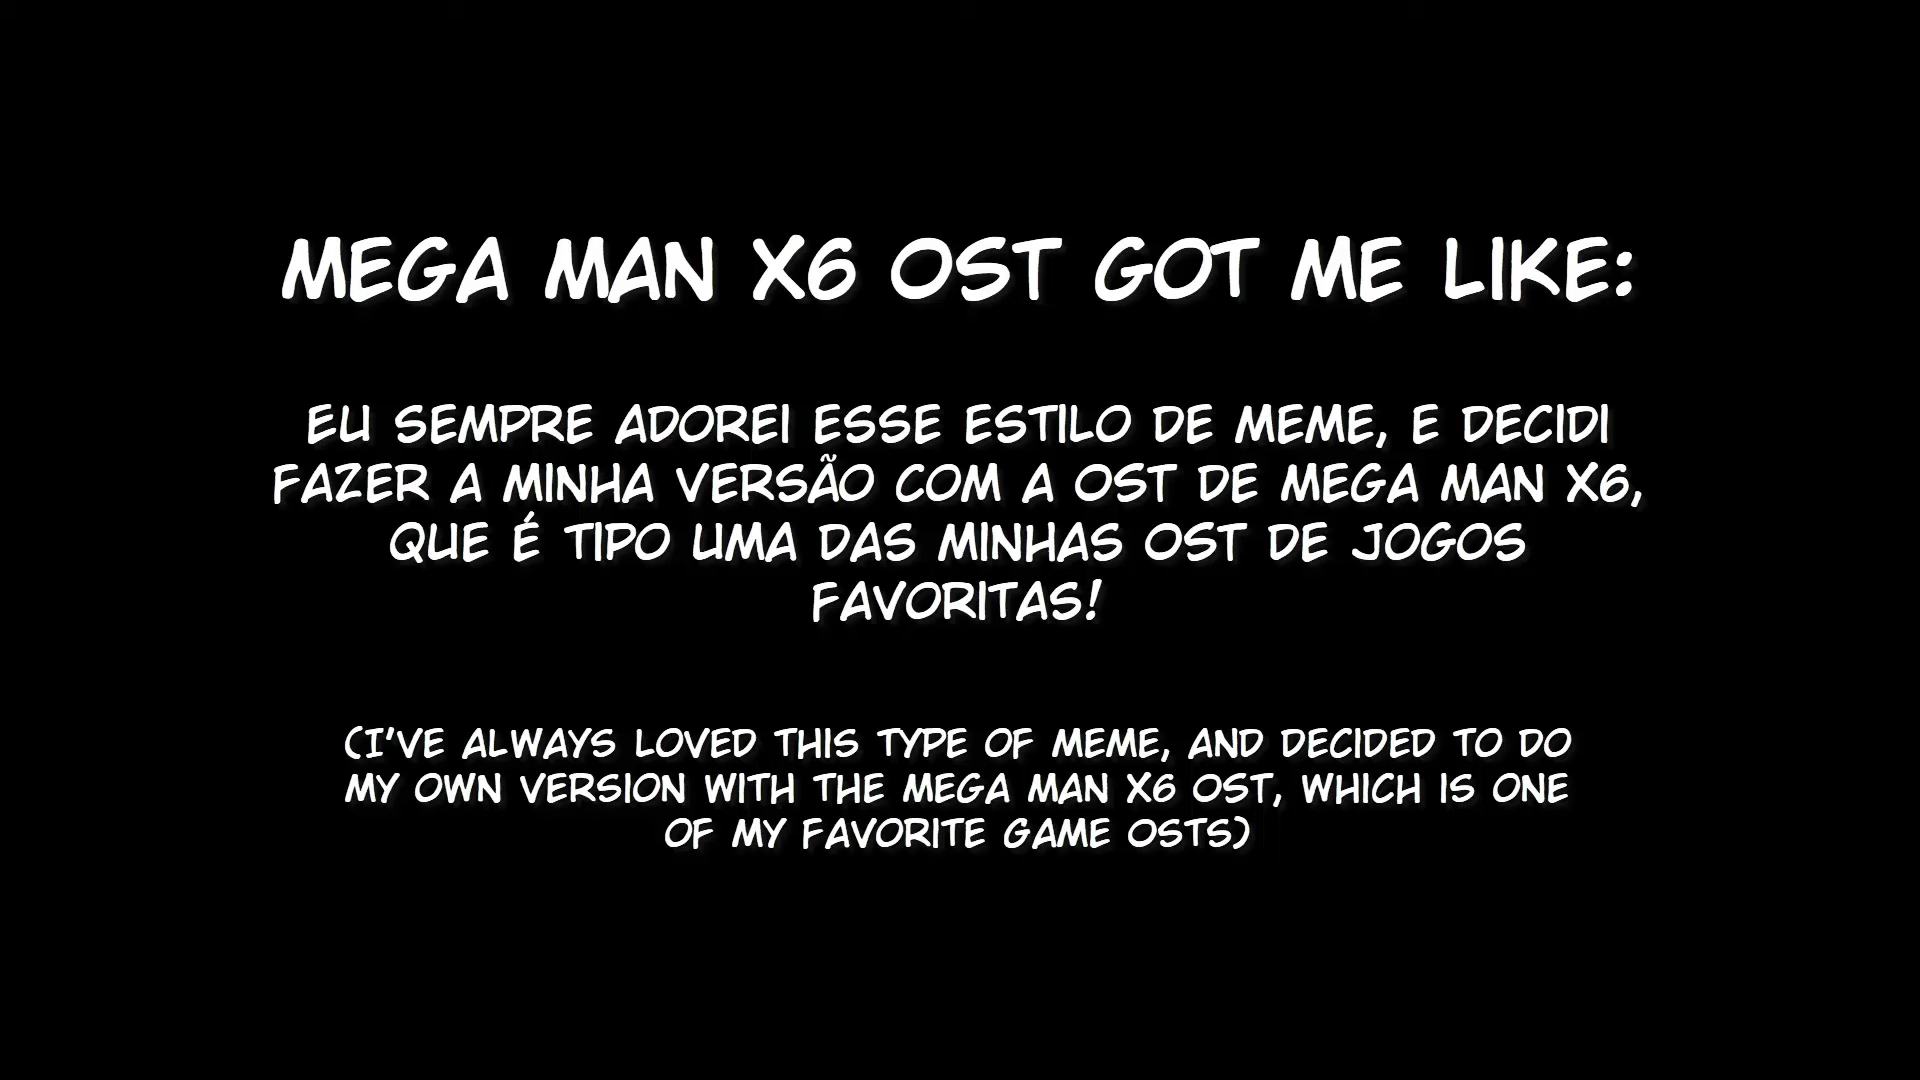 MEGA MAN X6 OST GOT ME LIKE:
EU SEMPRE ADOREI ESSE ESTILO DE MEME, E DECIDI
FAZER A MINHA VERSÃO COM A OST DE MEGA MAN X6,
QUE É TIPO UMA DAS MINHAS OST DE JOGOS
FAVORITAS!
(I'VE ALWAYS LOVED THIS TYPE OF MEME, AND DECIDED TO DO
MY OWN VERSION WITH THE MEGA MAN X6 OST, WHICH IS ONE
OF MY FAVORITE GAME OSTS)